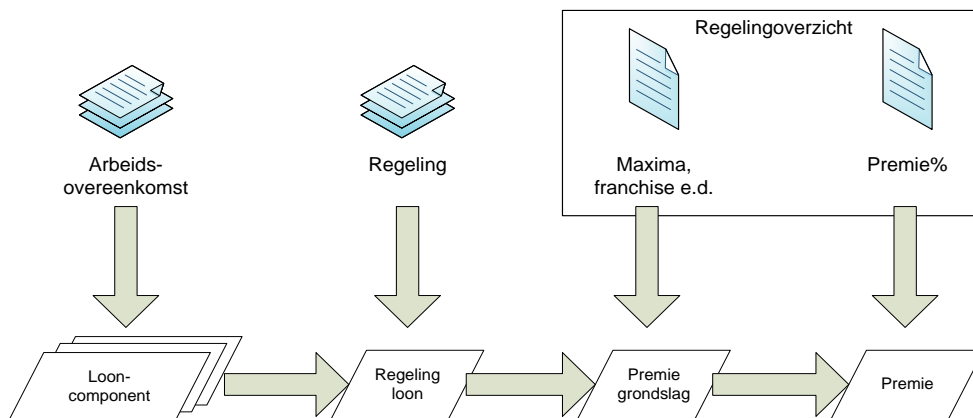 Regelingoverzicht
Arbeids-
overeenkomst
Regeling
Maxima,
franchise e.d.
Premie%
Loon-
component
Regeling
loon
Premie
grondslag
Premie